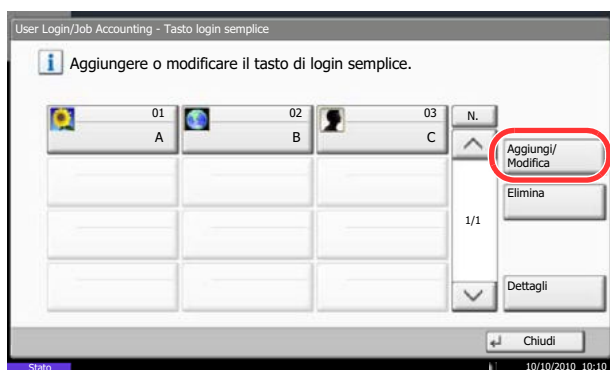 User Login/Job Accounting - Tasto login semplice
i Aggiungere o modificare il tasto di login semplice.
01 02 03 N.
A B C
Aggiungi/
Modifica
Elimina
1/1
Dettagli
Chiudi
Stato 10/10/2010 10:10